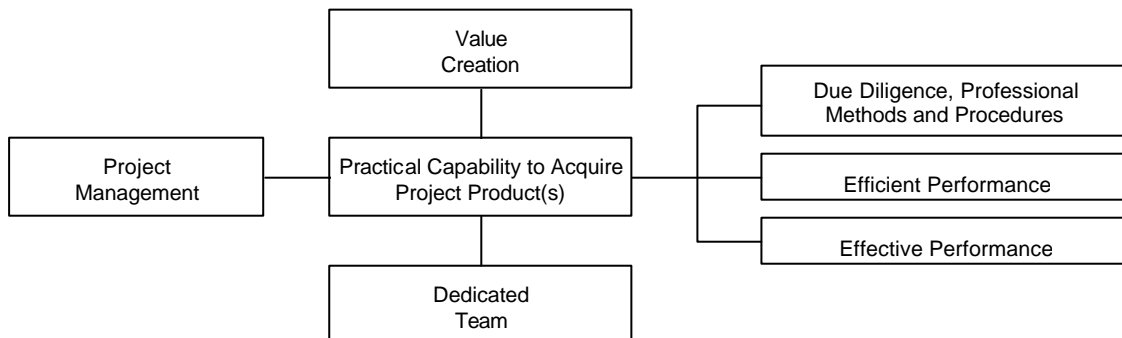 Value
Creation
Due Diligence, Professional
Methods and Procedures
Project
Management
Practical Capability to Acquire
Project Product(s)
Efficient Performance
Effective Performance
Dedicated
Team